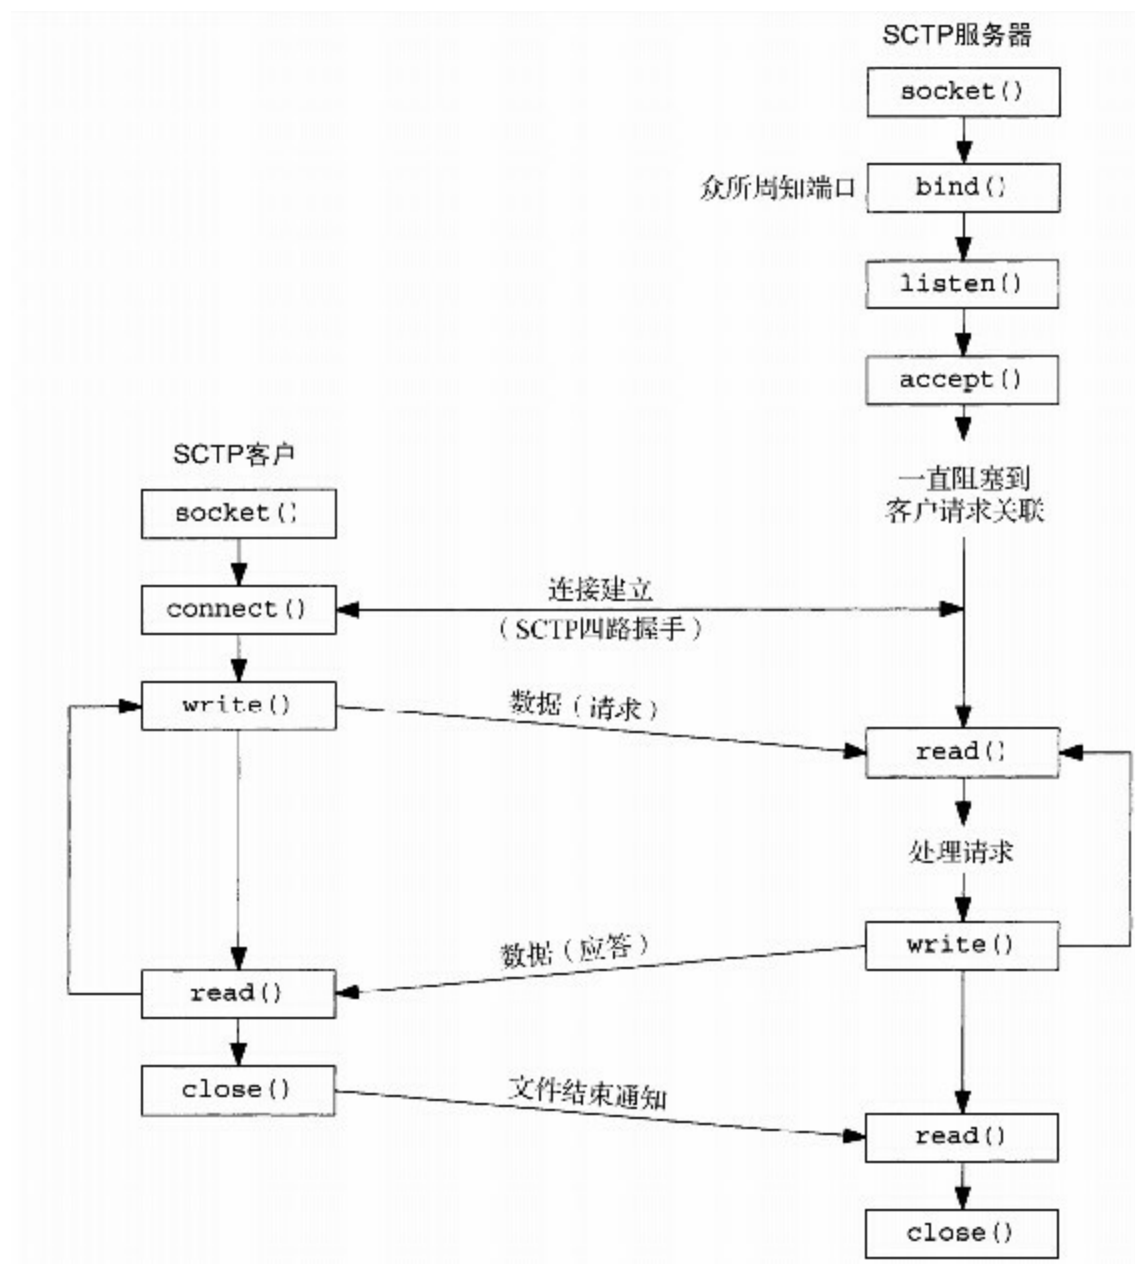 SCTP服务器
socket()
众所周知端口
bind()
listen()
accept()
一直阻塞到
客户请求关联
SCTP客户
socket()
connect()
连接建立
（SCTP四路握手）
write()
数据（请求）
read()
处理请求
write()
数据（应答）
read()
close()
文件结束通知
read()
close()